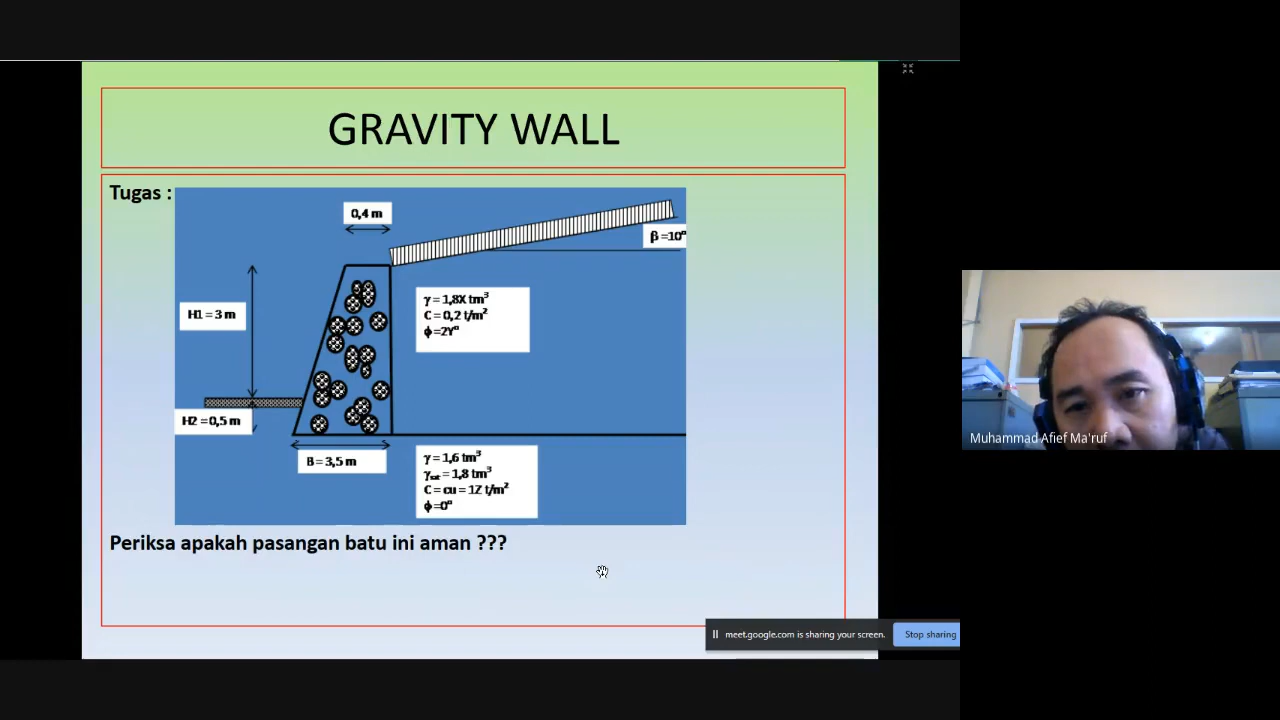 GRAVITY WALL
Tugas :
0,4 m
β =10°
H1 = 3 m
γ = 1,8X tm³
C = 0,2 t/m²
ϕ =2Y°
H2 = 0,5 m
B = 3,5 m
γ = 1,6 tm³
γsat = 1,8 tm³
C = cu = 1Z t/m²
ϕ =0°
Periksa apakah pasangan batu ini aman ???
meet.google.com is sharing your screen.
Stop sharing
Muhammad Afief Ma'ruf